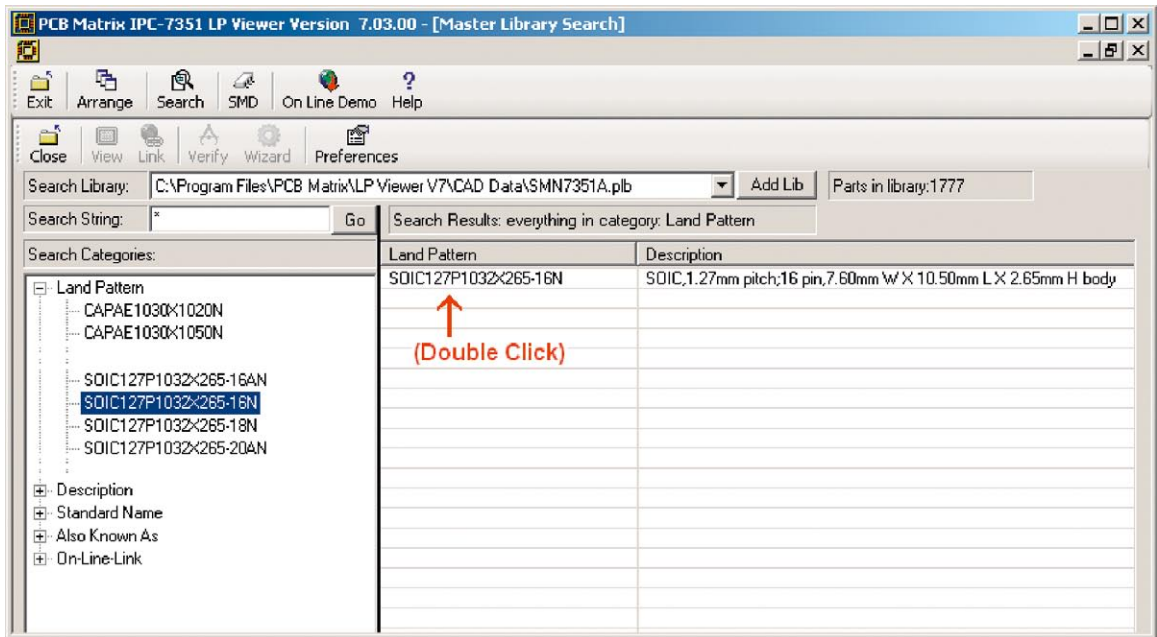 PCB Matrix IPC-7351 LP Viewer Version 7.03.00 - [Master Library Search]
Exit Arrange Search SMD On Line Demo Help
Close View Link Verify Wizard Preferences
Search Library: C:\Program Files\PCB Matrix\LP Viewer V7\CAD Data\SMN7351A.plb Add Lib Parts in library:1777
Search String: * Go Search Results: everything in category: Land Pattern
Search Categories: Land Pattern Description
SOIC127P1032X265-16N SOIC,1.27mm pitch;16 pin,7.60mm W X 10.50mm L X 2.65mm H body
(Double Click)
Land Pattern
CAPAE1030X1020N
CAPAE1030X1050N
SOIC127P1032X265-16AN
SOIC127P1032X265-16N
SOIC127P1032X265-18N
SOIC127P1032X265-20AN
Description
Standard Name
Also Known As
On-Line-Link